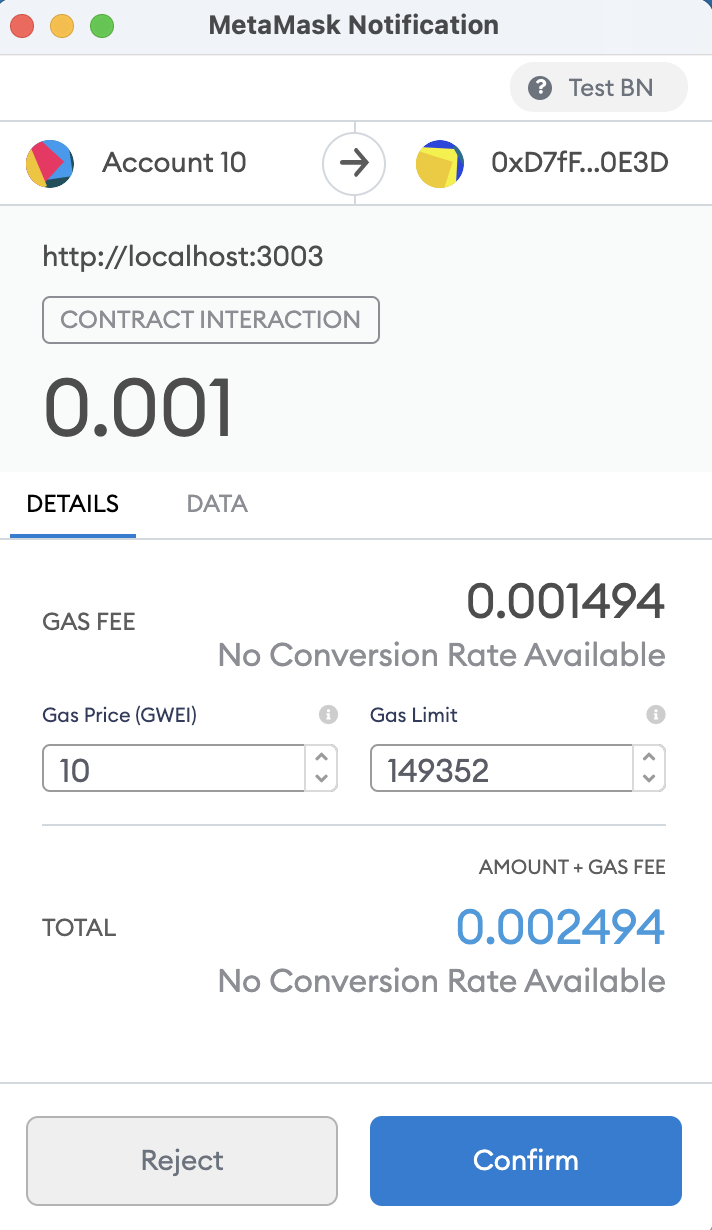 MetaMask Notification
Test BN
Account 10
0xD7fF...0E3D
http://localhost:3003
CONTRACT INTERACTION
0.001
DETAILS
DATA
GAS FEE
0.001494
No Conversion Rate Available
Gas Price (GWEI)
Gas Limit
10
149352
AMOUNT + GAS FEE
TOTAL
0.002494
No Conversion Rate Available
Reject
Confirm